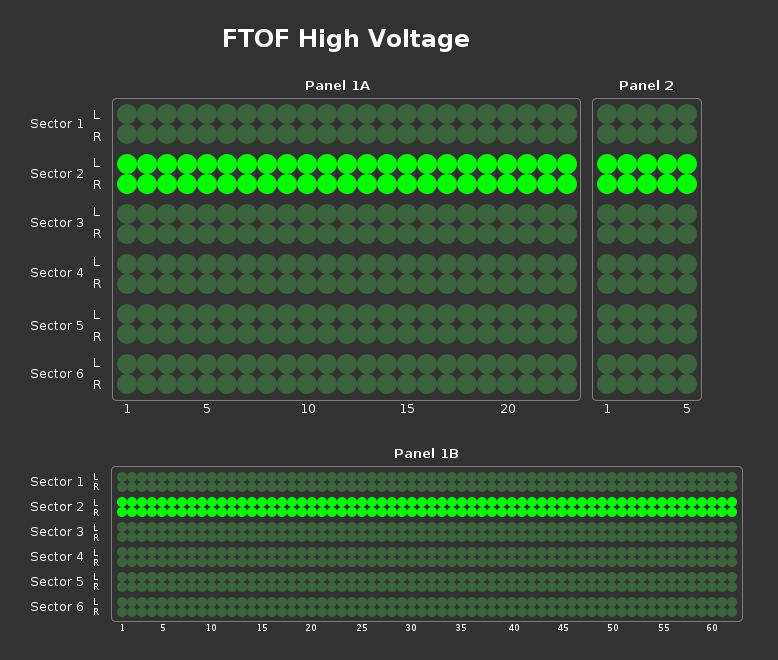 FTOF High Voltage
Panel 1A
Panel 2
Sector 1 L R
Sector 2 L R
Sector 3 L R
Sector 4 L R
Sector 5 L R
Sector 6 L R
1 5 10 15 20
1 5
Panel 1B
Sector 1 L R
Sector 2 L R
Sector 3 L R
Sector 4 L R
Sector 5 L R
Sector 6 L R
1 5 10 15 20 25 30 35 40 45 50 55 60